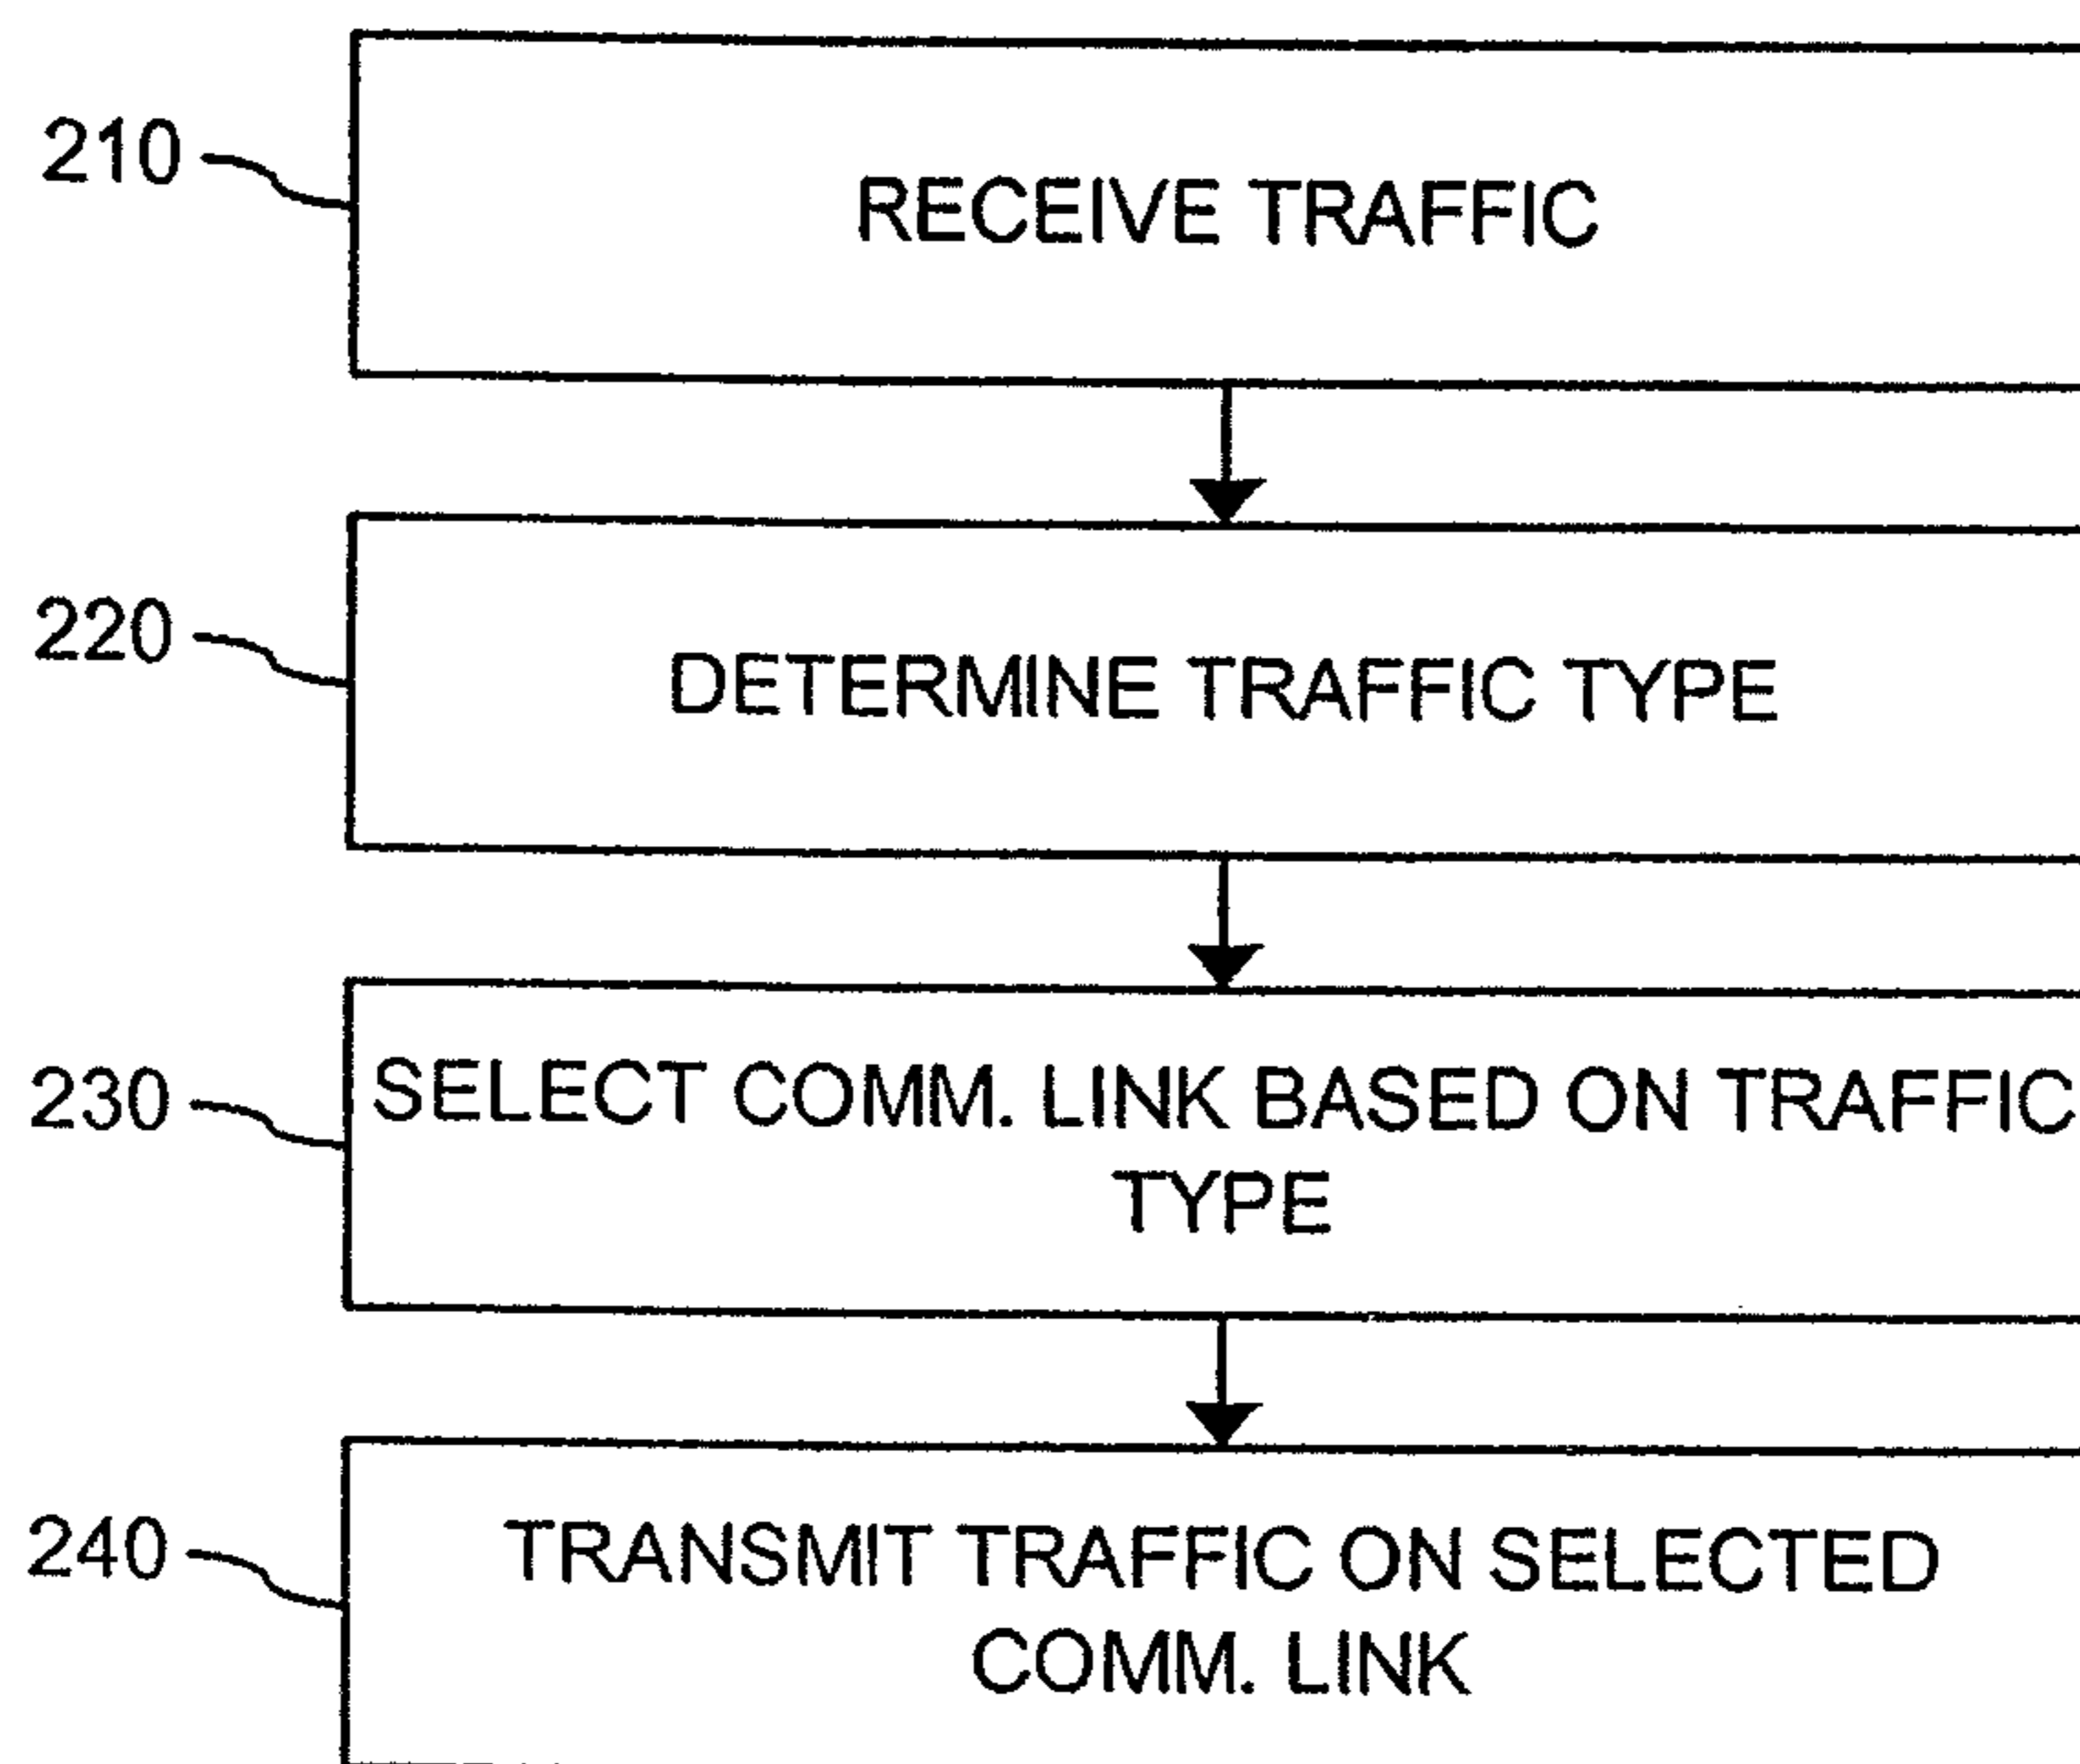 210
RECEIVE TRAFFIC
220
DETERMINE TRAFFIC TYPE
230
SELECT COMM. LINK BASED ON TRAFFIC
TYPE
240
TRANSMIT TRAFFIC ON SELECTED
COMM. LINK